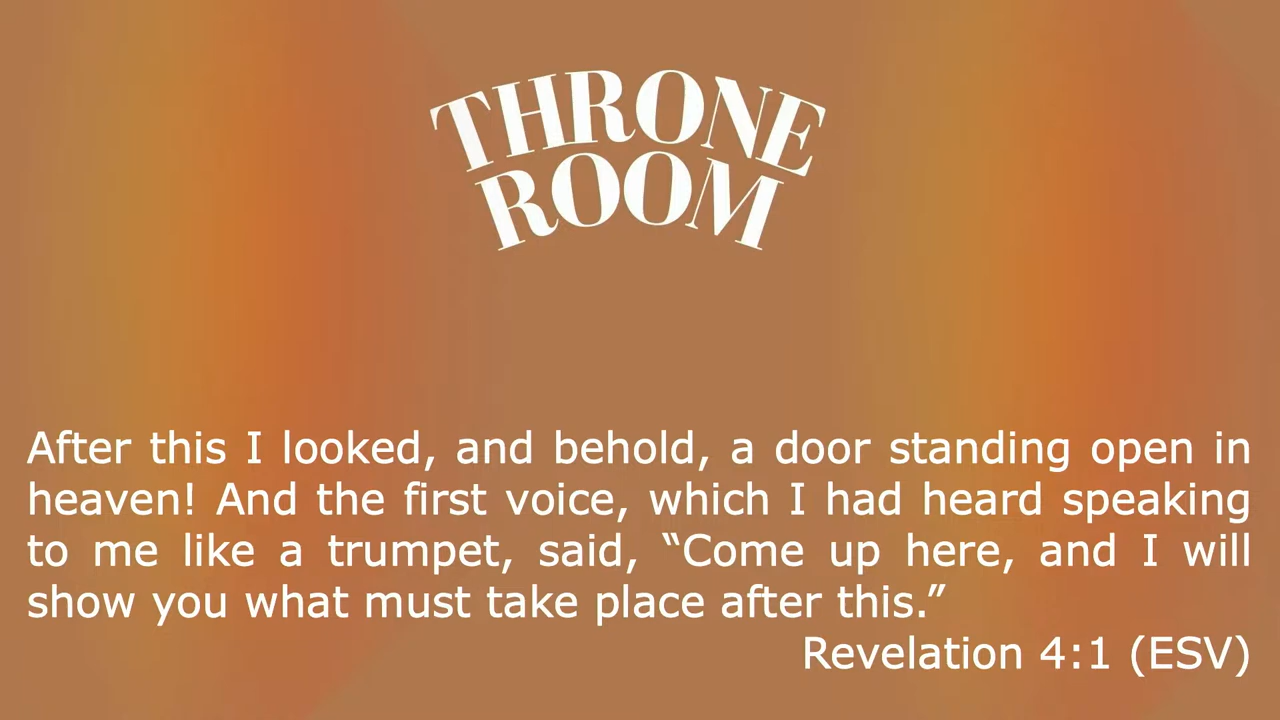 THRONE
ROOM
After this I looked, and behold, a door standing open in
heaven! And the first voice, which I had heard speaking
to me like a trumpet, said, “Come up here, and I will
show you what must take place after this.”
Revelation 4:1 (ESV)